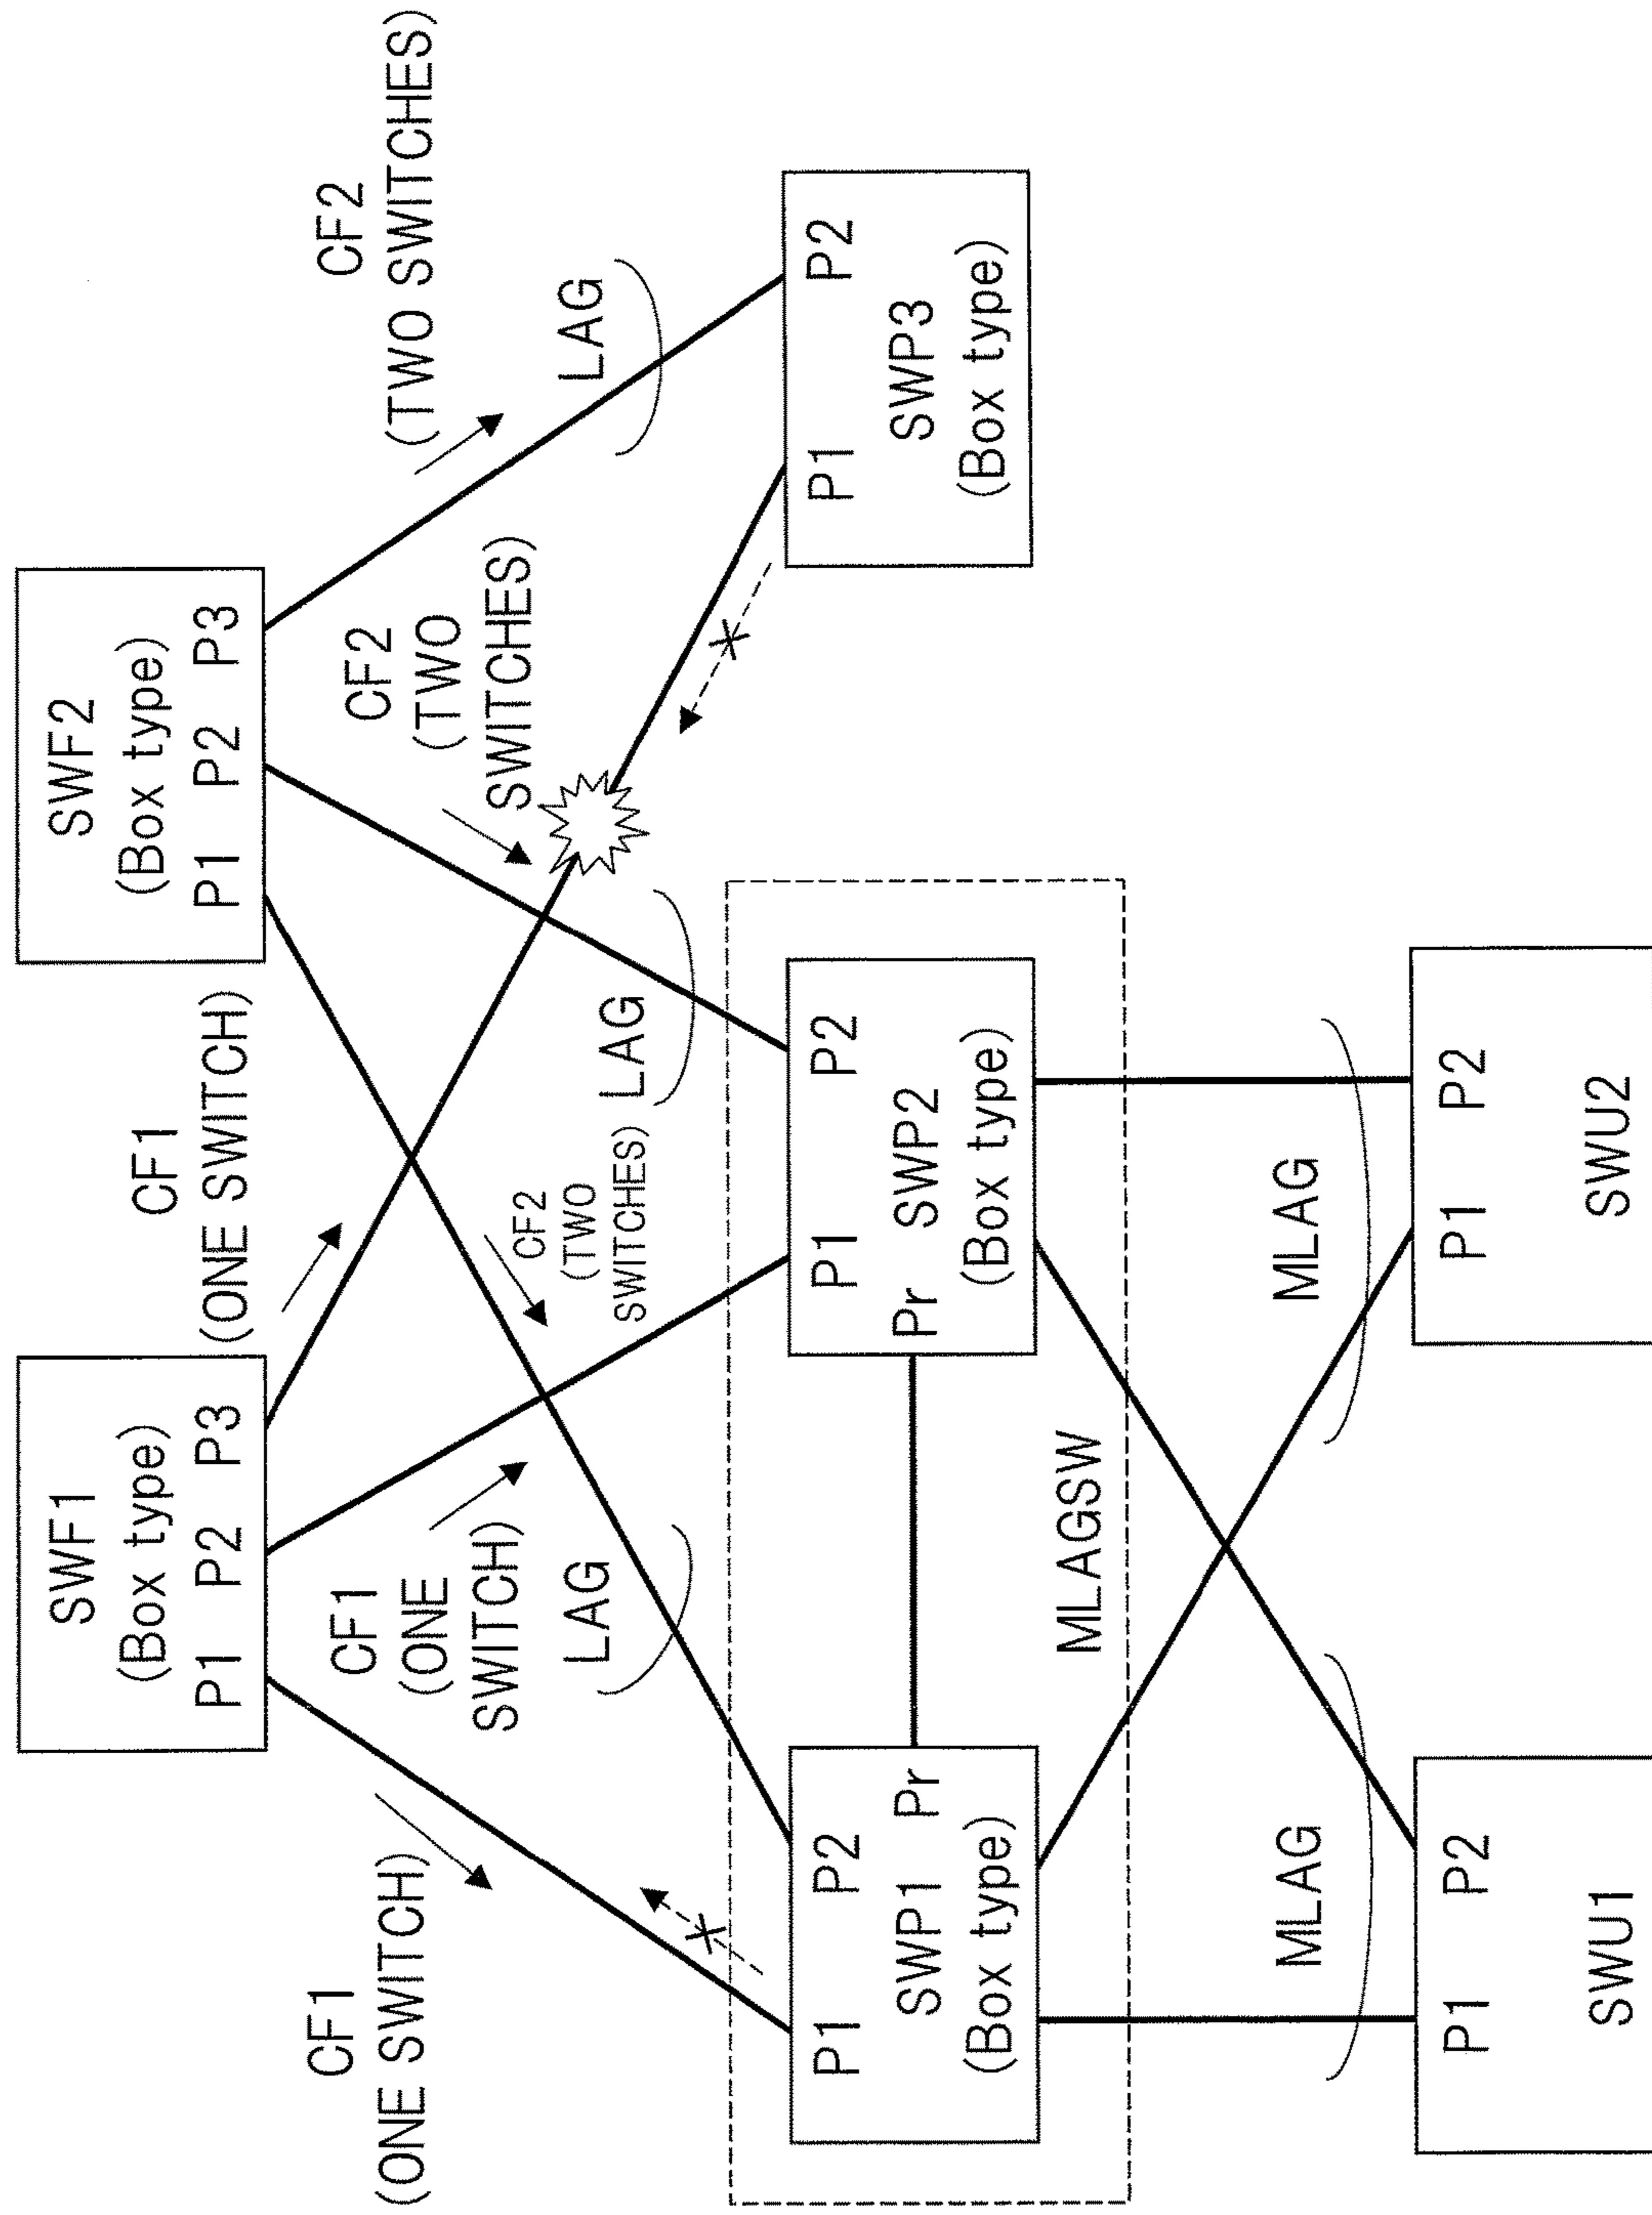 SWF1
(Box type)
P1 P2 P3
SWF2
(Box type)
P1 P2 P3
CF1
(ONE SWITCH)
CF1
(ONE
SWITCH)
CF1
(ONE SWITCH)
CF2
(TWO
SWITCHES)
CF2
(TWO
SWITCHES)
CF2
(TWO SWITCHES)
LAG
LAG
LAG
P1 P2
SWP1 Pr
(Box type)
P1 P2
Pr SWP2
(Box type)
P1 P2
SWP3
(Box type)
MLAGSW
MLAG
MLAG
P1 P2
SWU1
P1 P2
SWU2